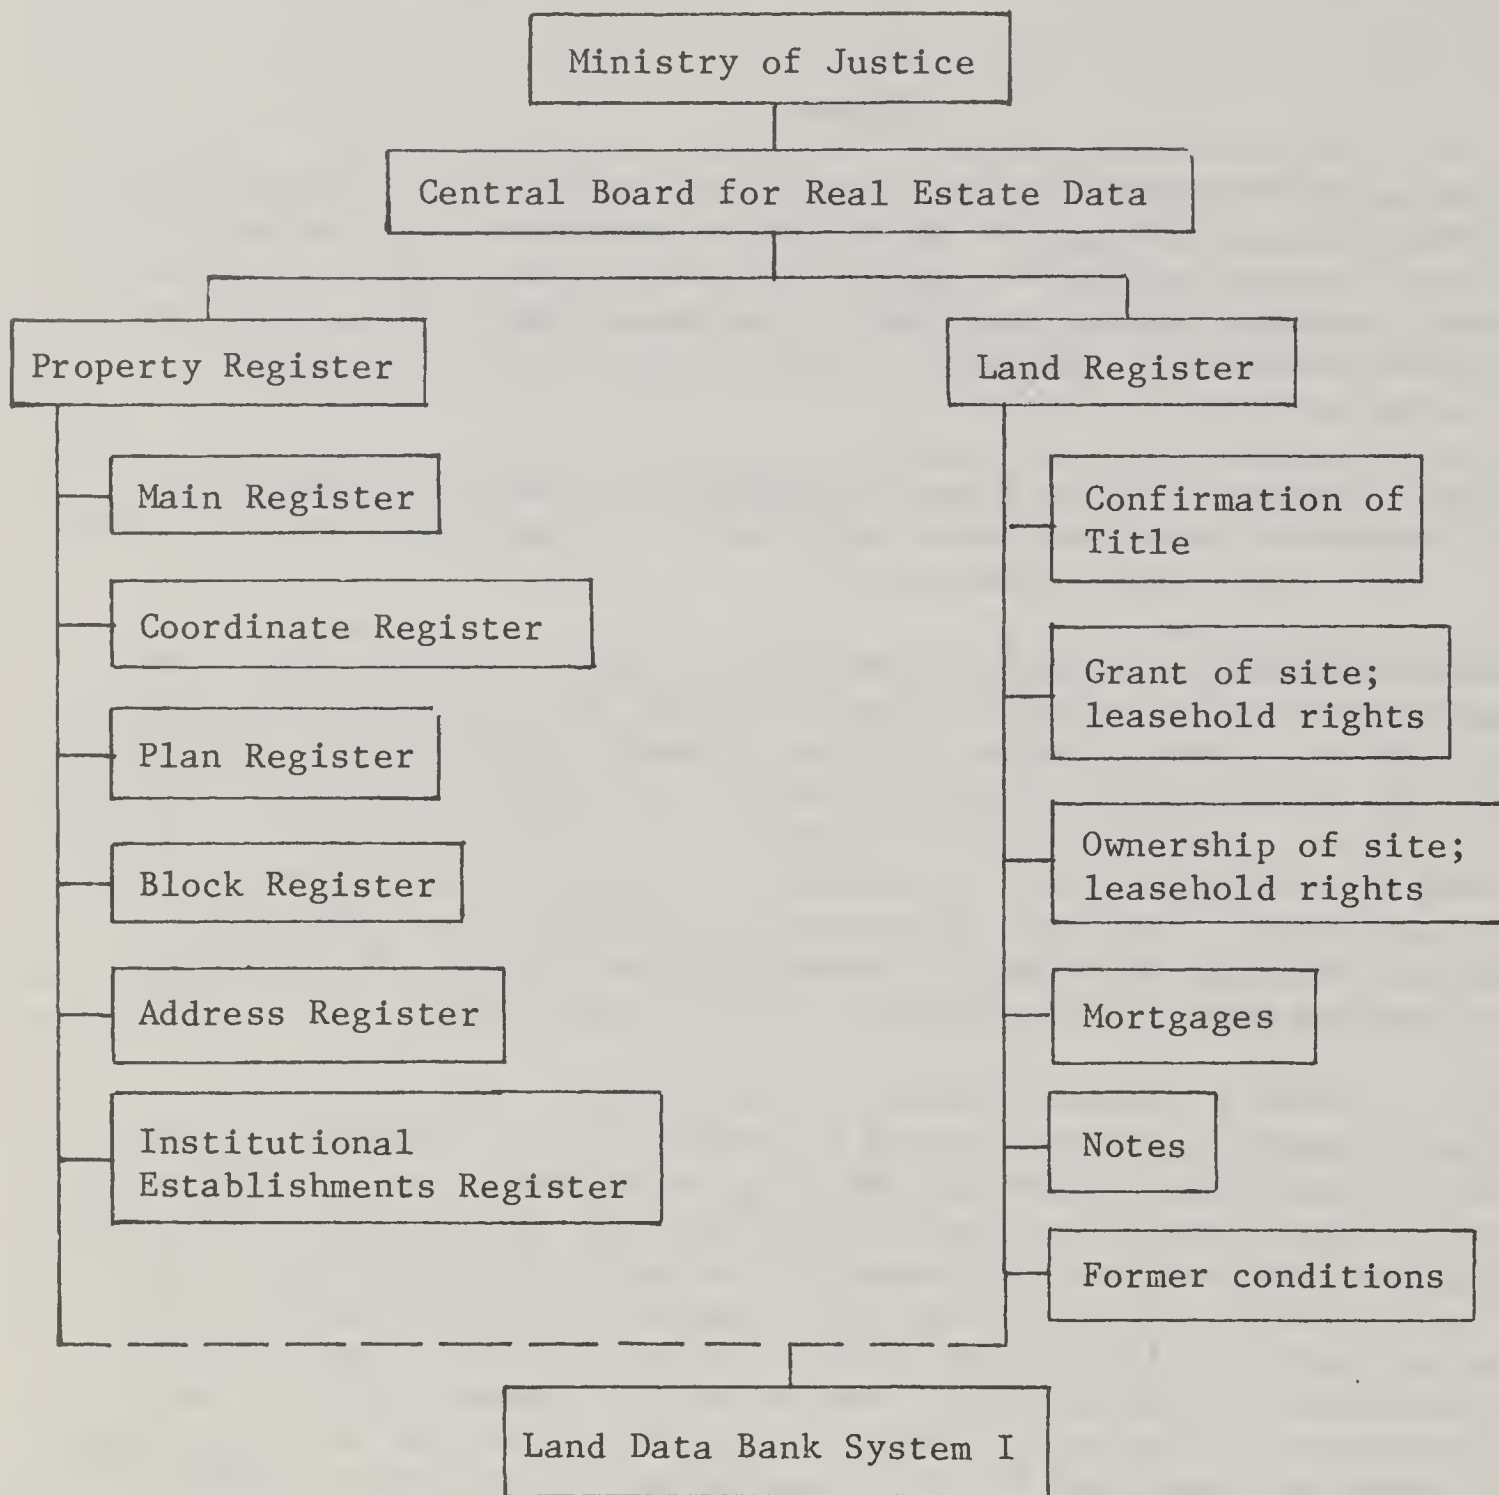 Ministry of Justice
Central Board for Real Estate Data
Property Register
Main Register
Coordinate Register
Plan Register
Block Register
Address Register
Institutional
Establishments Register
Land Register
Confirmation of
Title
Grant of site;
leasehold rights
Ownership of site;
leasehold rights
Mortgages
Notes
Former conditions
Land Data Bank System I